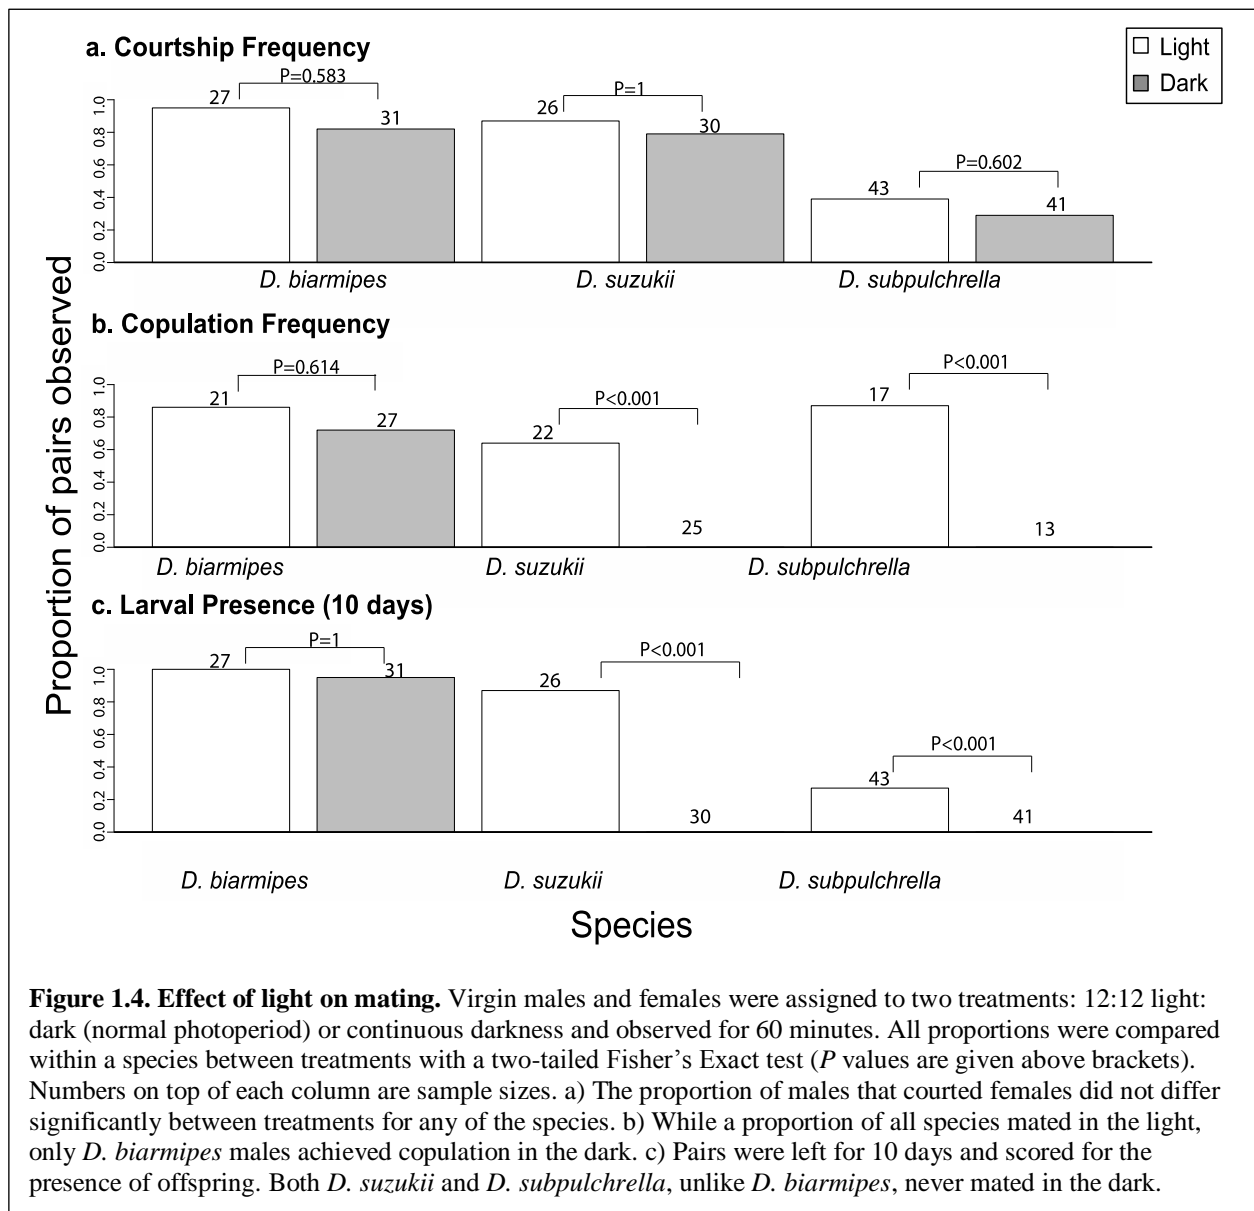 a. Courtship Frequency
Light
Dark
P=0.583
P=1
P=0.602
27
31
26
30
43
41
0.0 0.2 0.4 0.6 0.8 1.0
D. biarmipes
D. suzukii
D. subpulchrella
Proportion of pairs observed
b. Copulation Frequency
P=0.614
P<0.001
P<0.001
21
27
22
25
17
13
0.0 0.2 0.4 0.6 0.8 1.0
D. biarmipes
D. suzukii
D. subpulchrella
c. Larval Presence (10 days)
P=1
P<0.001
P<0.001
27
31
26
30
43
41
0.0 0.2 0.4 0.6 0.8 1.0
D. biarmipes
D. suzukii
D. subpulchrella
Species
Figure 1.4. Effect of light on mating. Virgin males and females were assigned to two treatments: 12:12 light:
dark (normal photoperiod) or continuous darkness and observed for 60 minutes. All proportions were compared
within a species between treatments with a two-tailed Fisher’s Exact test (P values are given above brackets).
Numbers on top of each column are sample sizes. a) The proportion of males that courted females did not differ
significantly between treatments for any of the species. b) While a proportion of all species mated in the light,
only D. biarmipes males achieved copulation in the dark. c) Pairs were left for 10 days and scored for the
presence of offspring. Both D. suzukii and D. subpulchrella, unlike D. biarmipes, never mated in the dark.